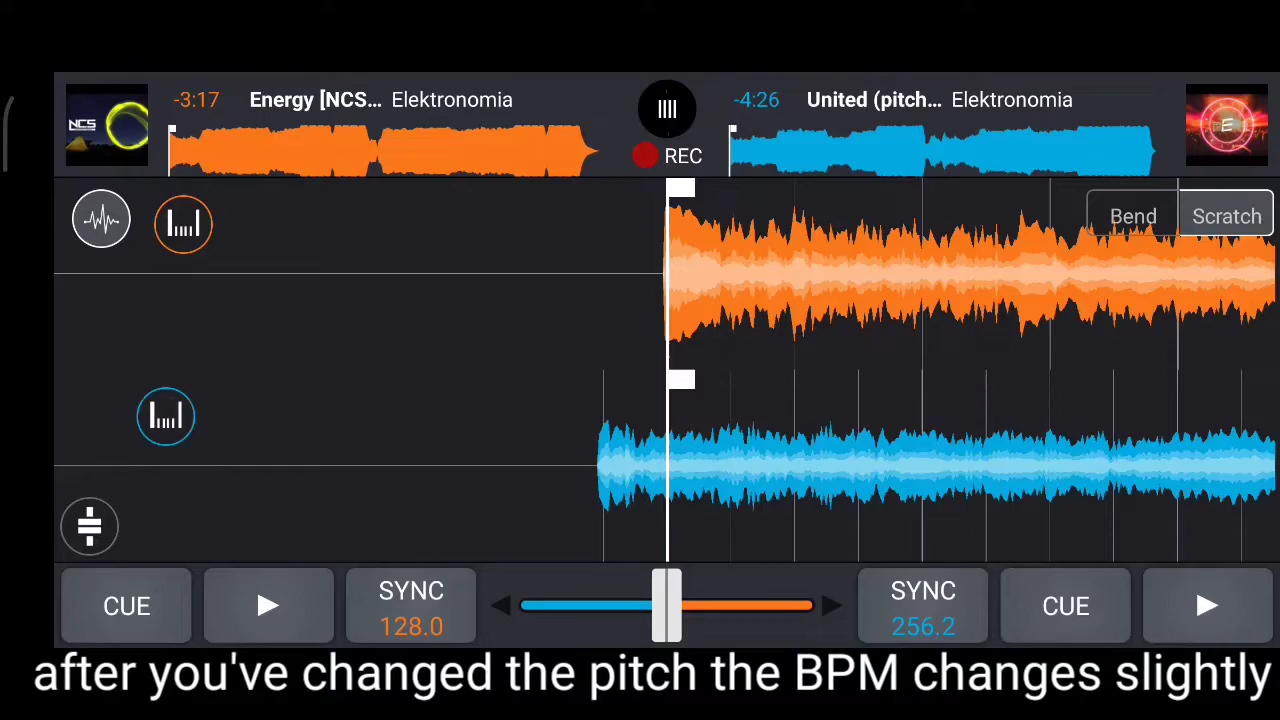 -3:17 Energy [NCS… Elektronomia
-4:26 United (pitch… Elektronomia
NCS
E
REC
Bend Scratch
CUE SYNC 128.0 SYNC 256.2 CUE
after you've changed the pitch the BPM changes slightly